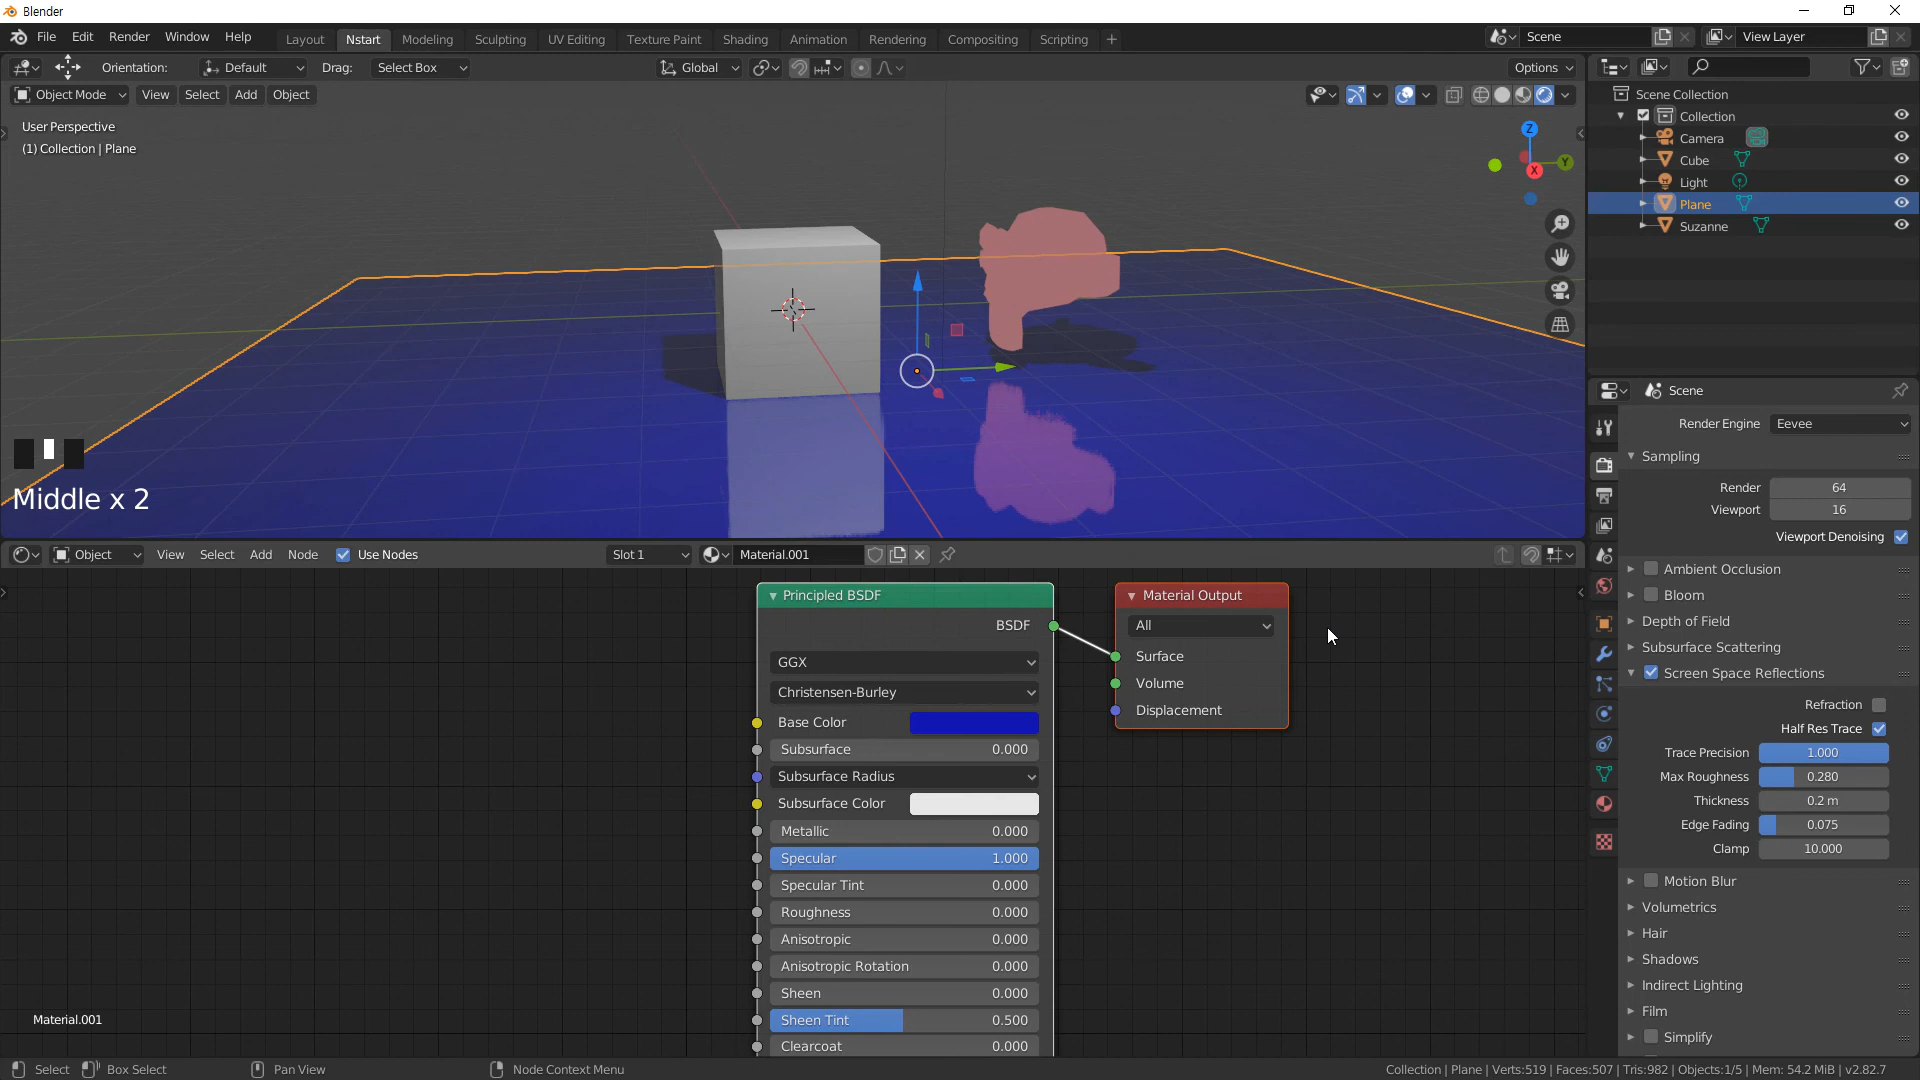 Blender
File Edit Render Window Help Layout Nstart Modeling Sculpting UV Editing Texture Paint Shading Animation Rendering Compositing Scripting + Scene View Layer
Orientation: Default Drag: Select Box Global Options
Object Mode View Select Add Object
User Perspective
(1) Collection | Plane
Z
Y
X
Middle x 2
Scene Collection
Collection
Camera
Cube
Light
Plane
Suzanne
Scene
Render Engine Eevee
Sampling
Render 64
Viewport 16
Viewport Denoising
Ambient Occlusion
Bloom
Depth of Field
Subsurface Scattering
Screen Space Reflections
Refraction
Half Res Trace
Trace Precision 1.000
Max Roughness 0.280
Thickness 0.2 m
Edge Fading 0.075
Clamp 10.000
Motion Blur
Volumetrics
Hair
Shadows
Indirect Lighting
Film
Simplify
Object View Select Add Node Use Nodes Slot 1 Material.001
Principled BSDF
BSDF
GGX
Christensen-Burley
Base Color
Subsurface 0.000
Subsurface Radius
Subsurface Color
Metallic 0.000
Specular 1.000
Specular Tint 0.000
Roughness 0.000
Anisotropic 0.000
Anisotropic Rotation 0.000
Sheen 0.000
Sheen Tint 0.500
Clearcoat 0.000
Material Output
All
Surface
Volume
Displacement
Material.001
Select Box Select Pan View Node Context Menu Collection | Plane | Verts:519 | Faces:507 | Tris:982 | Objects:1/5 | Mem: 54.2 MiB | v2.82.7